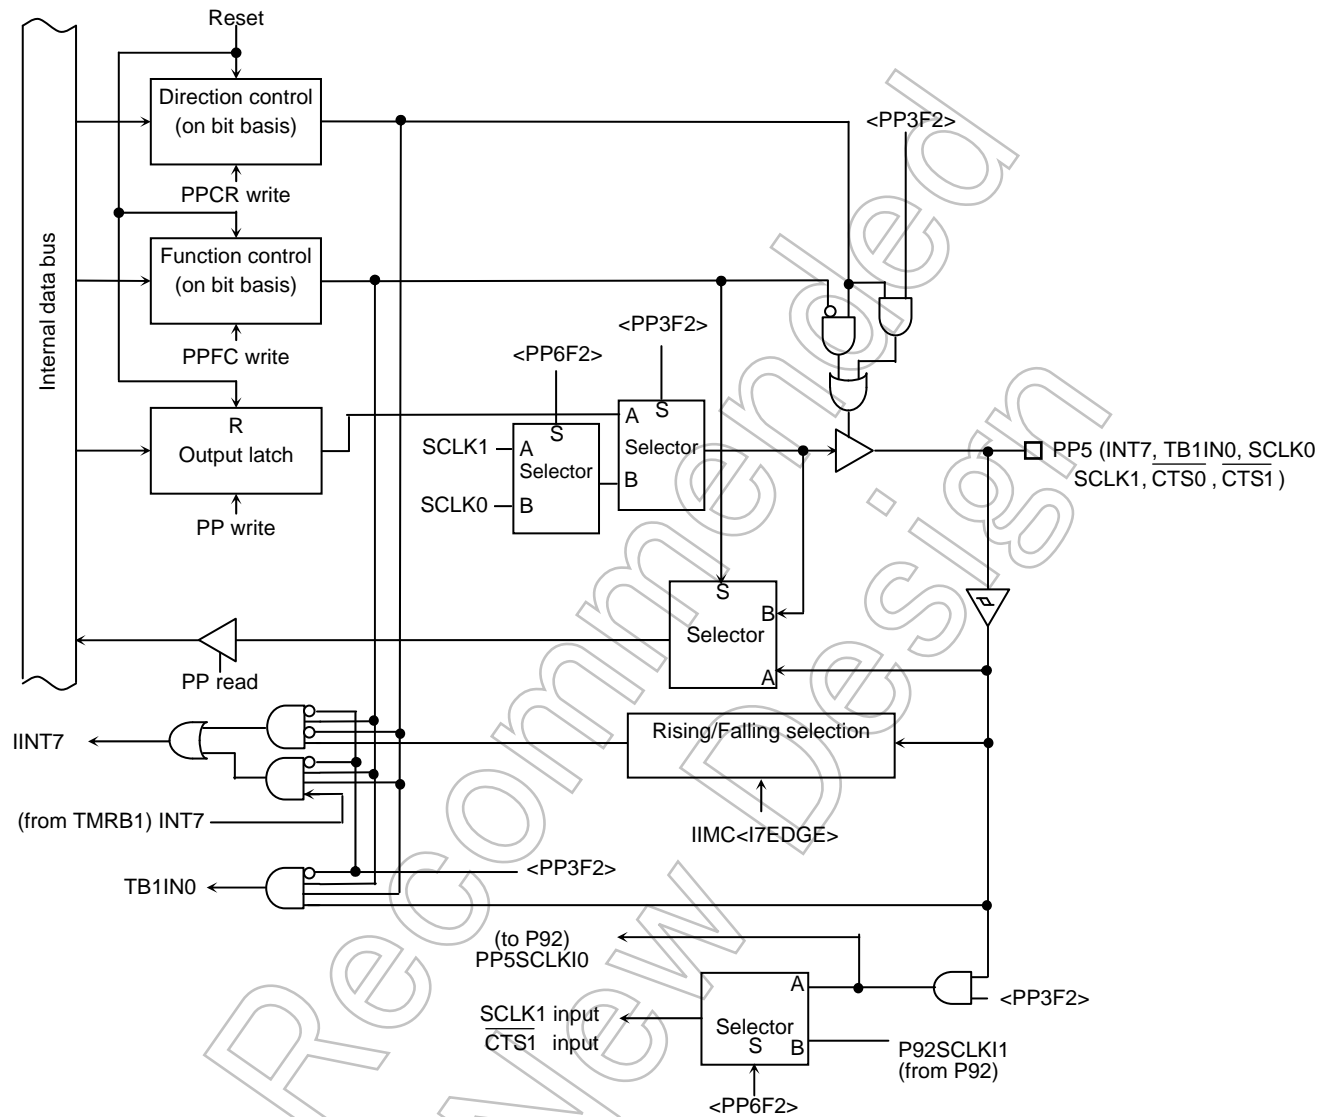 Reset
Direction control
(on bit basis)
<PP3F2>
PPCR write
Internal data bus
Function control
(on bit basis)
<PP3F2>
PPFC write
<PP6F2>
R
Output latch
SCLK1
A
S
Selector
SCLK0
B
A
S
Selector
B
PP5 (INT7, TB1IN0, SCLK0
SCLK1, CTS0 , CTS1 )
PP write
S
B
Selector
A
PP read
Rising/Falling selection
IINT7
(from TMRB1) INT7
IIMC<I7EDGE>
TB1IN0
<PP3F2>
(to P92)
PP5SCLKI0
A
<PP3F2>
SCLK1 input
CTS1 input
Selector
S
B
P92SCLKI1
(from P92)
<PP6F2>
Recommended
New Design